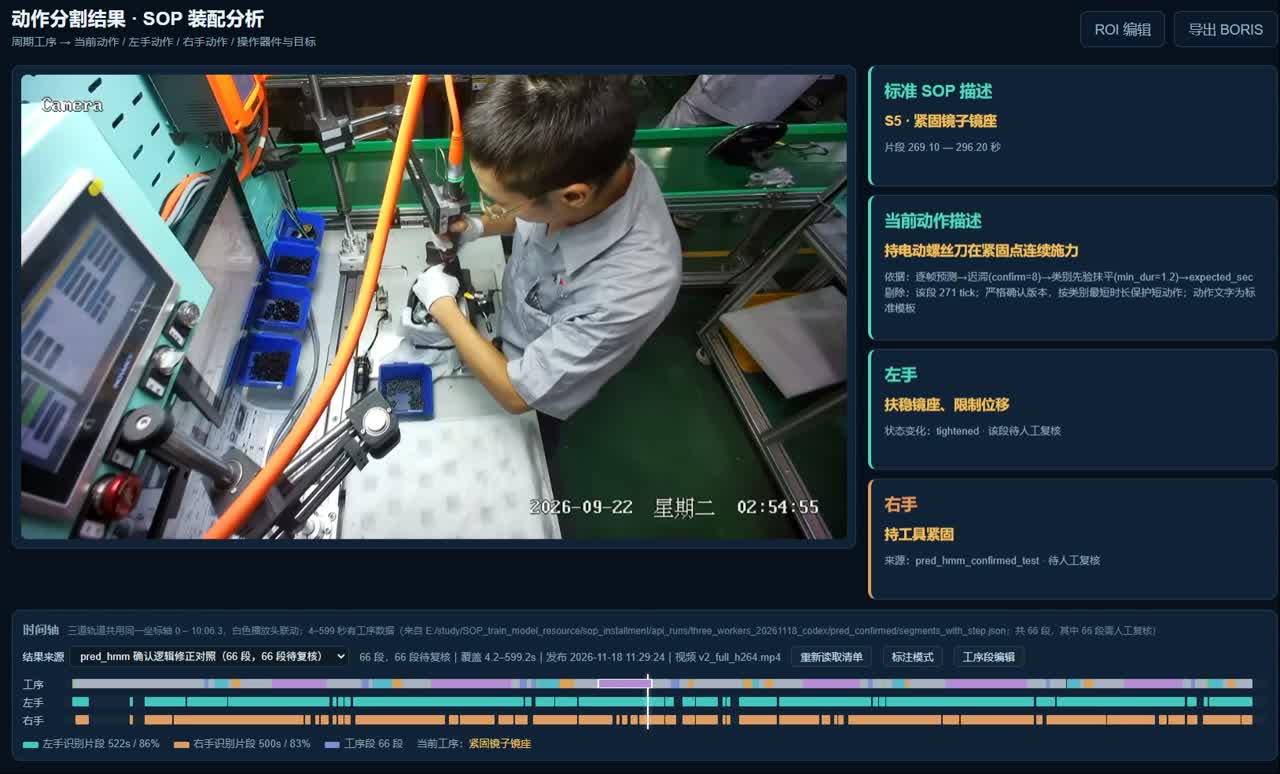 动作分割结果 · SOP 装配分析
周期工序 → 当前动作 / 左手动作 / 右手动作 / 操作器件与目标
ROI 编辑
导出 BORIS
Camera
2026-09-22 星期二 02:54:55
标准 SOP 描述
S5 · 紧固镜子镜座
片段 269.10 — 296.20 秒
当前动作描述
持电动螺丝刀在紧固点连续施力
依据：逐帧预测→迟滞(confirm=8)→类别先验抹平(min_dur=1.2)→expected_sec
剔除；该段 271 tick；严格确认版本，按类别最短时长保护短动作；动作文字为标
准模板
左手
扶稳镜座、限制位移
状态变化：tightened · 该段待人工复核
右手
持工具紧固
来源：pred_hmm_confirmed_test · 待人工复核
时间轴 三道轨道共用同一坐标轴 0 – 10:06.3，白色播放头联动；4–599 秒有工序数据（来自 E:/study/SOP_train_model_resource/sop_installment/api_runs/three_workers_20261118_codex/pred_confirmed/segments_with_step.json；共 66 段，其中 66 段需人工复核）
结果来源 pred_hmm 确认逻辑修正对照（66 段，66 段待复核） 66 段，66 段待复核 | 覆盖 4.2–599.2s | 发布 2026-11-18 11:29:24 | 视频 v2_full_h264.mp4 重新读取清单 标注模式 工序段编辑
工序
左手
右手
左手识别片段 522s / 86% 右手识别片段 500s / 83% 工序段 66 段 当前工序：紧固镜子镜座